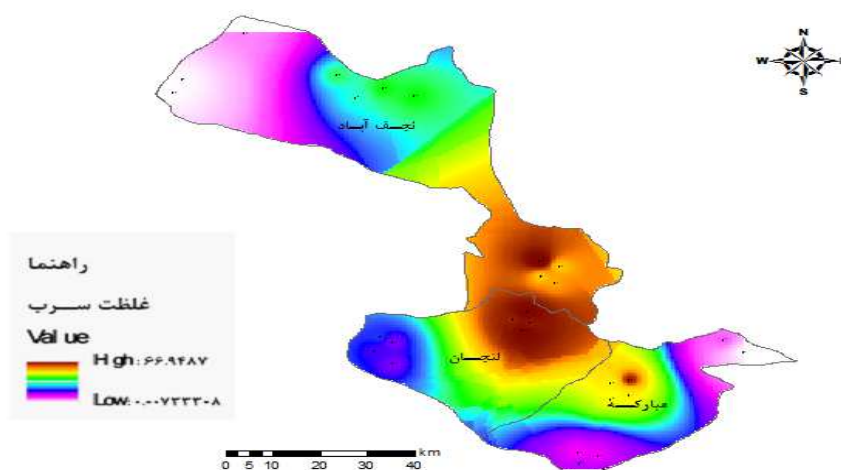 N
W
S
نجف آباد
راهنما
غلظت سرب
Value
High: ۶۶.۹۴۸۷
Low: ۰.۰۰۷۳۳۳۰۸
لنجان
مبارکه
km
0 5 10 20 30 40